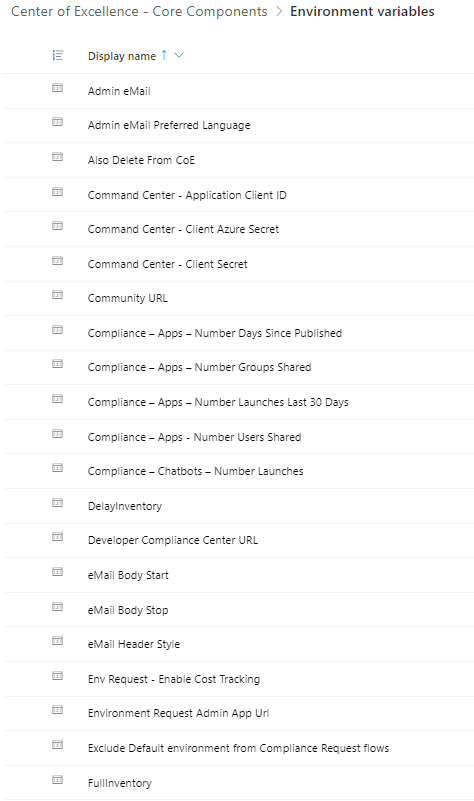 Center of Excellence - Core Components > Environment variables
Display name ↑
Admin eMail
Admin eMail Preferred Language
Also Delete From CoE
Command Center - Application Client ID
Command Center - Client Azure Secret
Command Center - Client Secret
Community URL
Compliance – Apps – Number Days Since Published
Compliance – Apps – Number Groups Shared
Compliance – Apps – Number Launches Last 30 Days
Compliance – Apps - Number Users Shared
Compliance – Chatbots – Number Launches
DelayInventory
Developer Compliance Center URL
eMail Body Start
eMail Body Stop
eMail Header Style
Env Request - Enable Cost Tracking
Environment Request Admin App Url
Exclude Default environment from Compliance Request flows
FullInventory